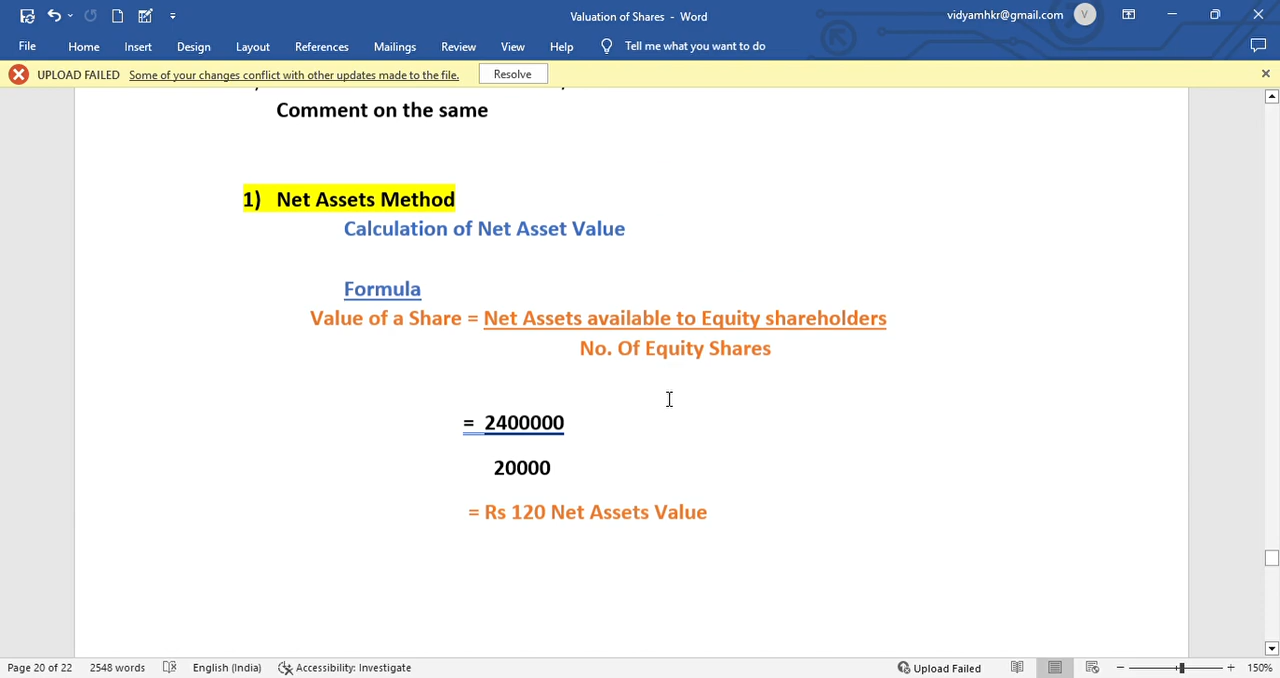 Valuation of Shares - Word
vidyamhkr@gmail.com
V
File Home Insert Design Layout References Mailings Review View Help Tell me what you want to do
UPLOAD FAILED Some of your changes conflict with other updates made to the file. Resolve
Comment on the same
1) Net Assets Method
Calculation of Net Asset Value
Formula
Value of a Share = Net Assets available to Equity shareholders
No. Of Equity Shares
= 2400000
20000
= Rs 120 Net Assets Value
Page 20 of 22 2548 words English (India) Accessibility: Investigate Upload Failed 150%